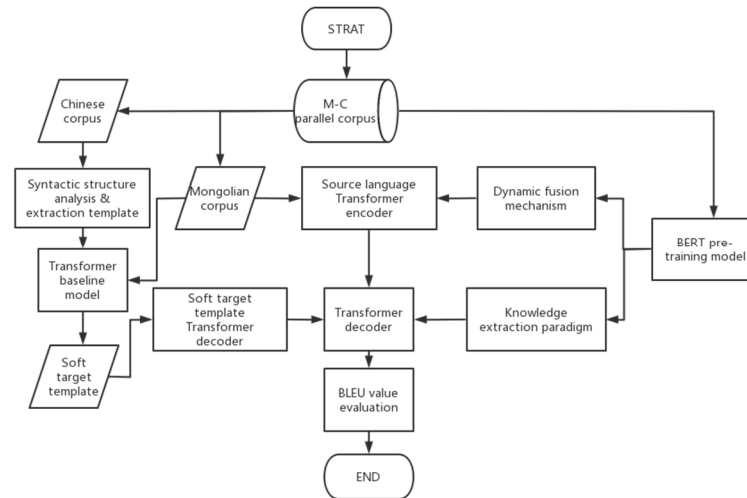 STRAT
M-C
parallel corpus
Chinese
corpus
Syntactic structure
analysis &
extraction template
Mongolian
corpus
Source language
Transformer
encoder
Dynamic fusion
mechanism
BERT pre-
training model
Transformer
baseline
model
Soft target
template
Transformer
decoder
Transformer
decoder
Knowledge
extraction paradigm
Soft
target
template
BLEU value
evaluation
END